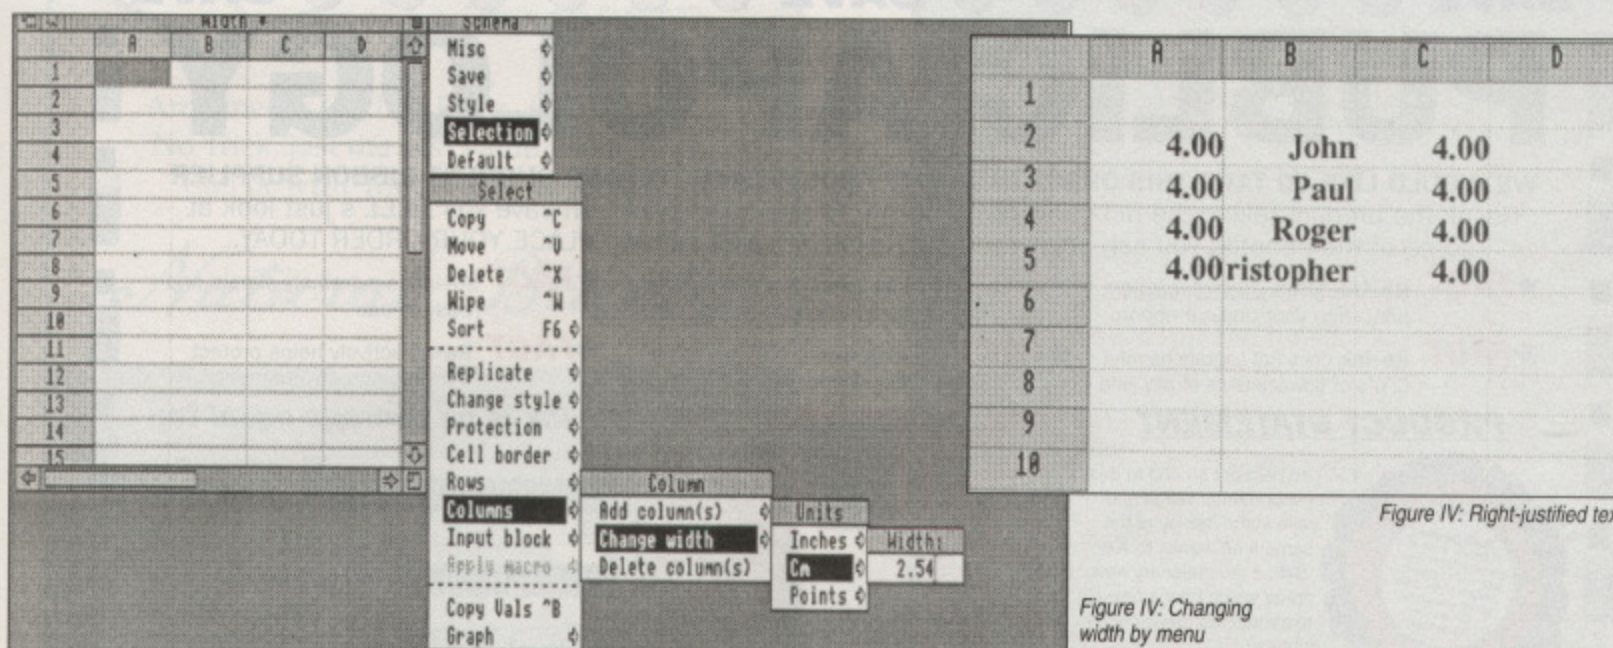 Width *
A B C D
1
2
3
4
5
6
7
8
9
10
11
12
13
14
15
Schema
Misc
Save
Style
Selection
Default
Select
Copy ^C
Move ^V
Delete ^X
Wipe ^W
Sort F6
Replicate
Change style
Protection
Cell border
Rows
Columns
Input block
Apply macro
Copy Vals ^B
Graph
Column
Add column(s)
Change width
Delete column(s)
Units
Inches
Cm
Points
Width:
2.54
Figure IV: Changing
width by menu
A B C D
1
2 4.00 John 4.00
3 4.00 Paul 4.00
4 4.00 Roger 4.00
5 4.00 ristopher 4.00
6
7
8
9
10
Figure IV: Right-justified tex